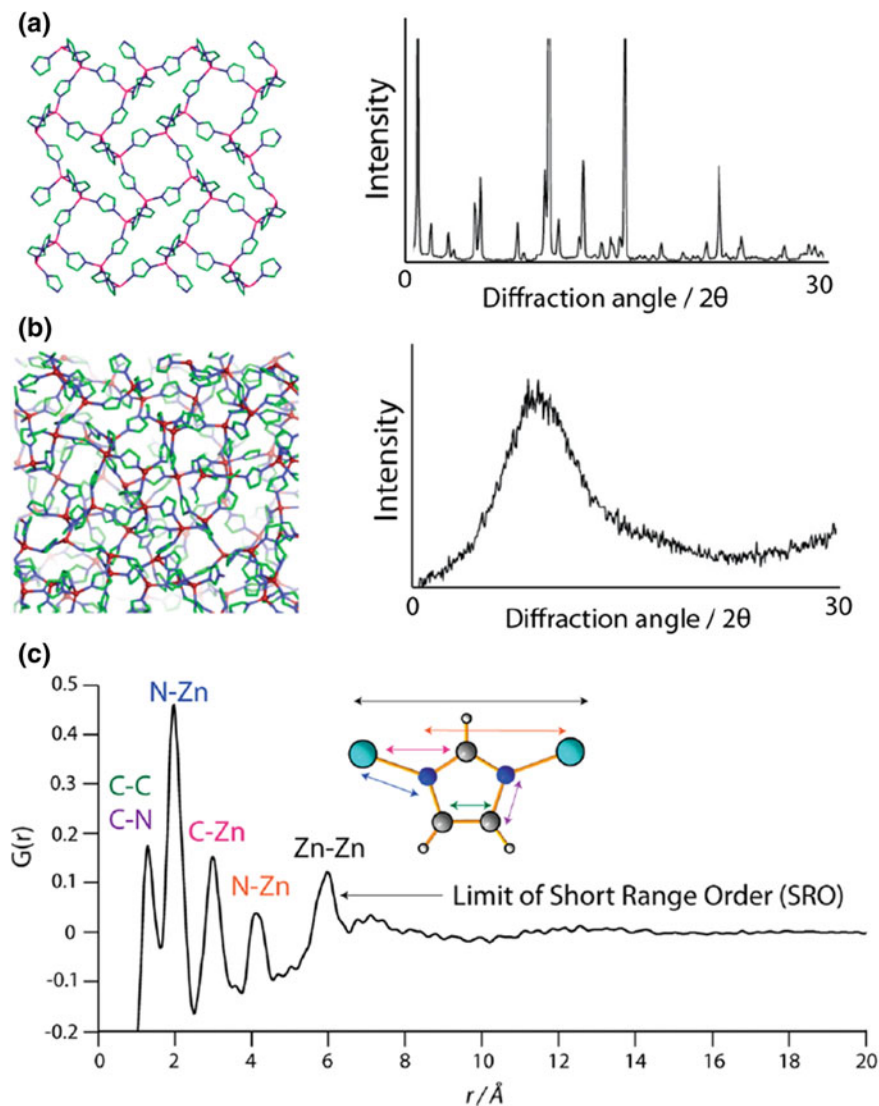 (a)
Intensity
0
30
Diffraction angle / 2θ
(b)
Intensity
0
30
Diffraction angle / 2θ
(c)
0.5
0.4
0.3
0.2
0.1
0
-0.1
-0.2
G(r)
N-Zn
C-C
C-N
C-Zn
N-Zn
Zn-Zn
Limit of Short Range Order (SRO)
0 2 4 6 8 10 12 14 16 18 20
r/Å